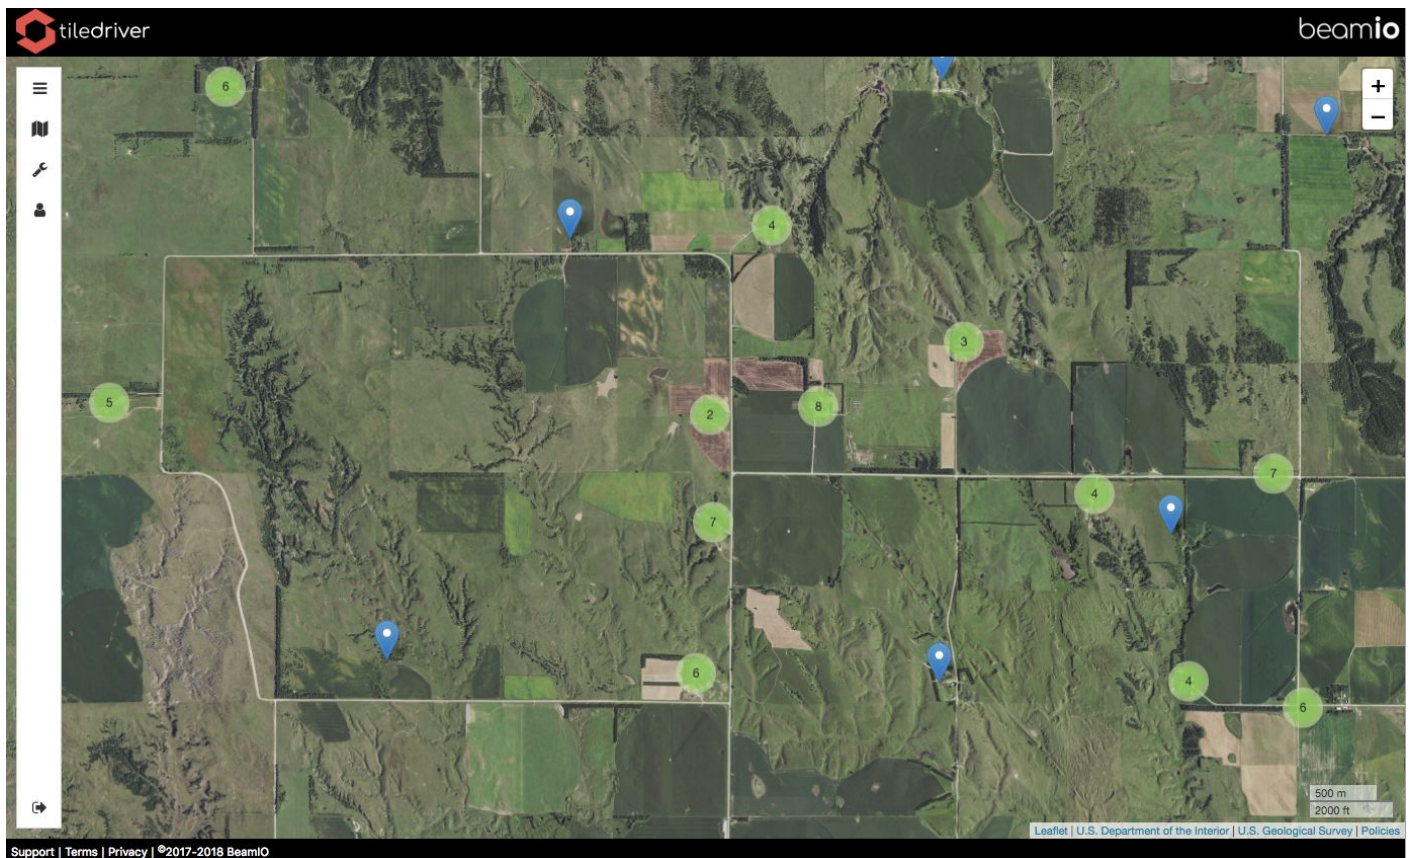 tiledriver
beamio
6
+
−
4
3
5
2
8
7
4
7
6
4
6
500 m
2000 ft
Leaflet | U.S. Department of the Interior | U.S. Geological Survey | Policies
Support | Terms | Privacy | ©2017-2018 BeamIO